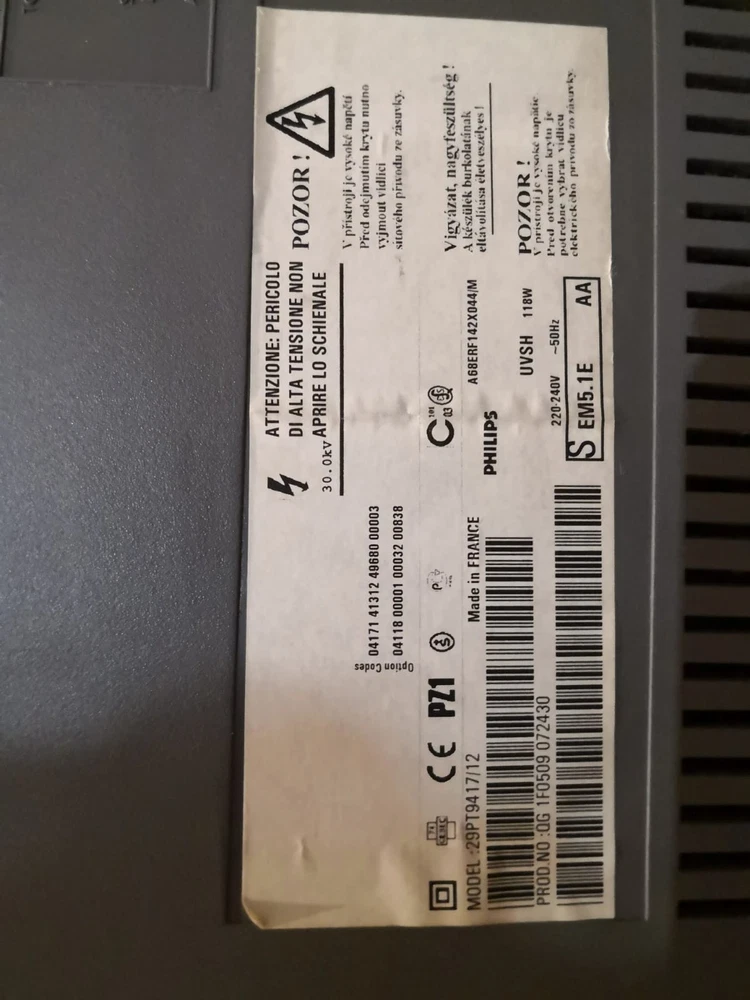 ATTENZIONE: PERICOLO
DI ALTA TENSIONE NON
APRIRE LO SCHIENALE
30.0kV
POZOR !
V přístroji je vysoké napětí
Před odejmutím krytu nutno
vyjmout vidlici
síťového přívodu ze zásuvky.
Option Codes
04171 41312 49680 00003
04118 00001 00032 00838
Vigyázat, nagyfeszültség !
A készülék burkolatának
eltávolítása életveszélyes !
POZOR !
V prístroji je vysoké napätie.
Pred otvorením krytu je
potrebné vybrať vidlicu
elektrického prívodu zo zásuvky.
CE PZ1 S
MODEL :29PT9417/12
Made in FRANCE
PHILIPS
A68ERF142X044/M
PROD.NO :QG 1F0509 072430
UVSH 118W
220-240V ~50Hz
S EM5.1E AA